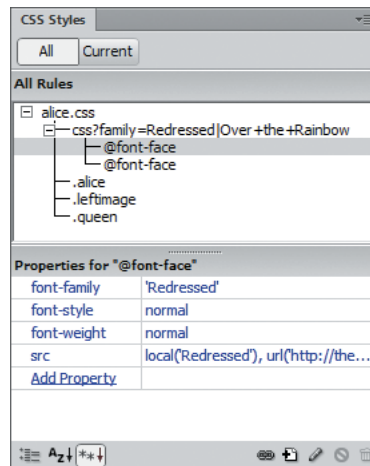 CSS Styles
All Current
All Rules
alice.css
css?family=Redressed|Over+the+Rainbow
@font-face
@font-face
.alice
.leftimage
.queen
Properties for "@font-face"
font-family 'Redressed'
font-style normal
font-weight normal
src local('Redressed'), url('http://the...
Add Property
AZ
**